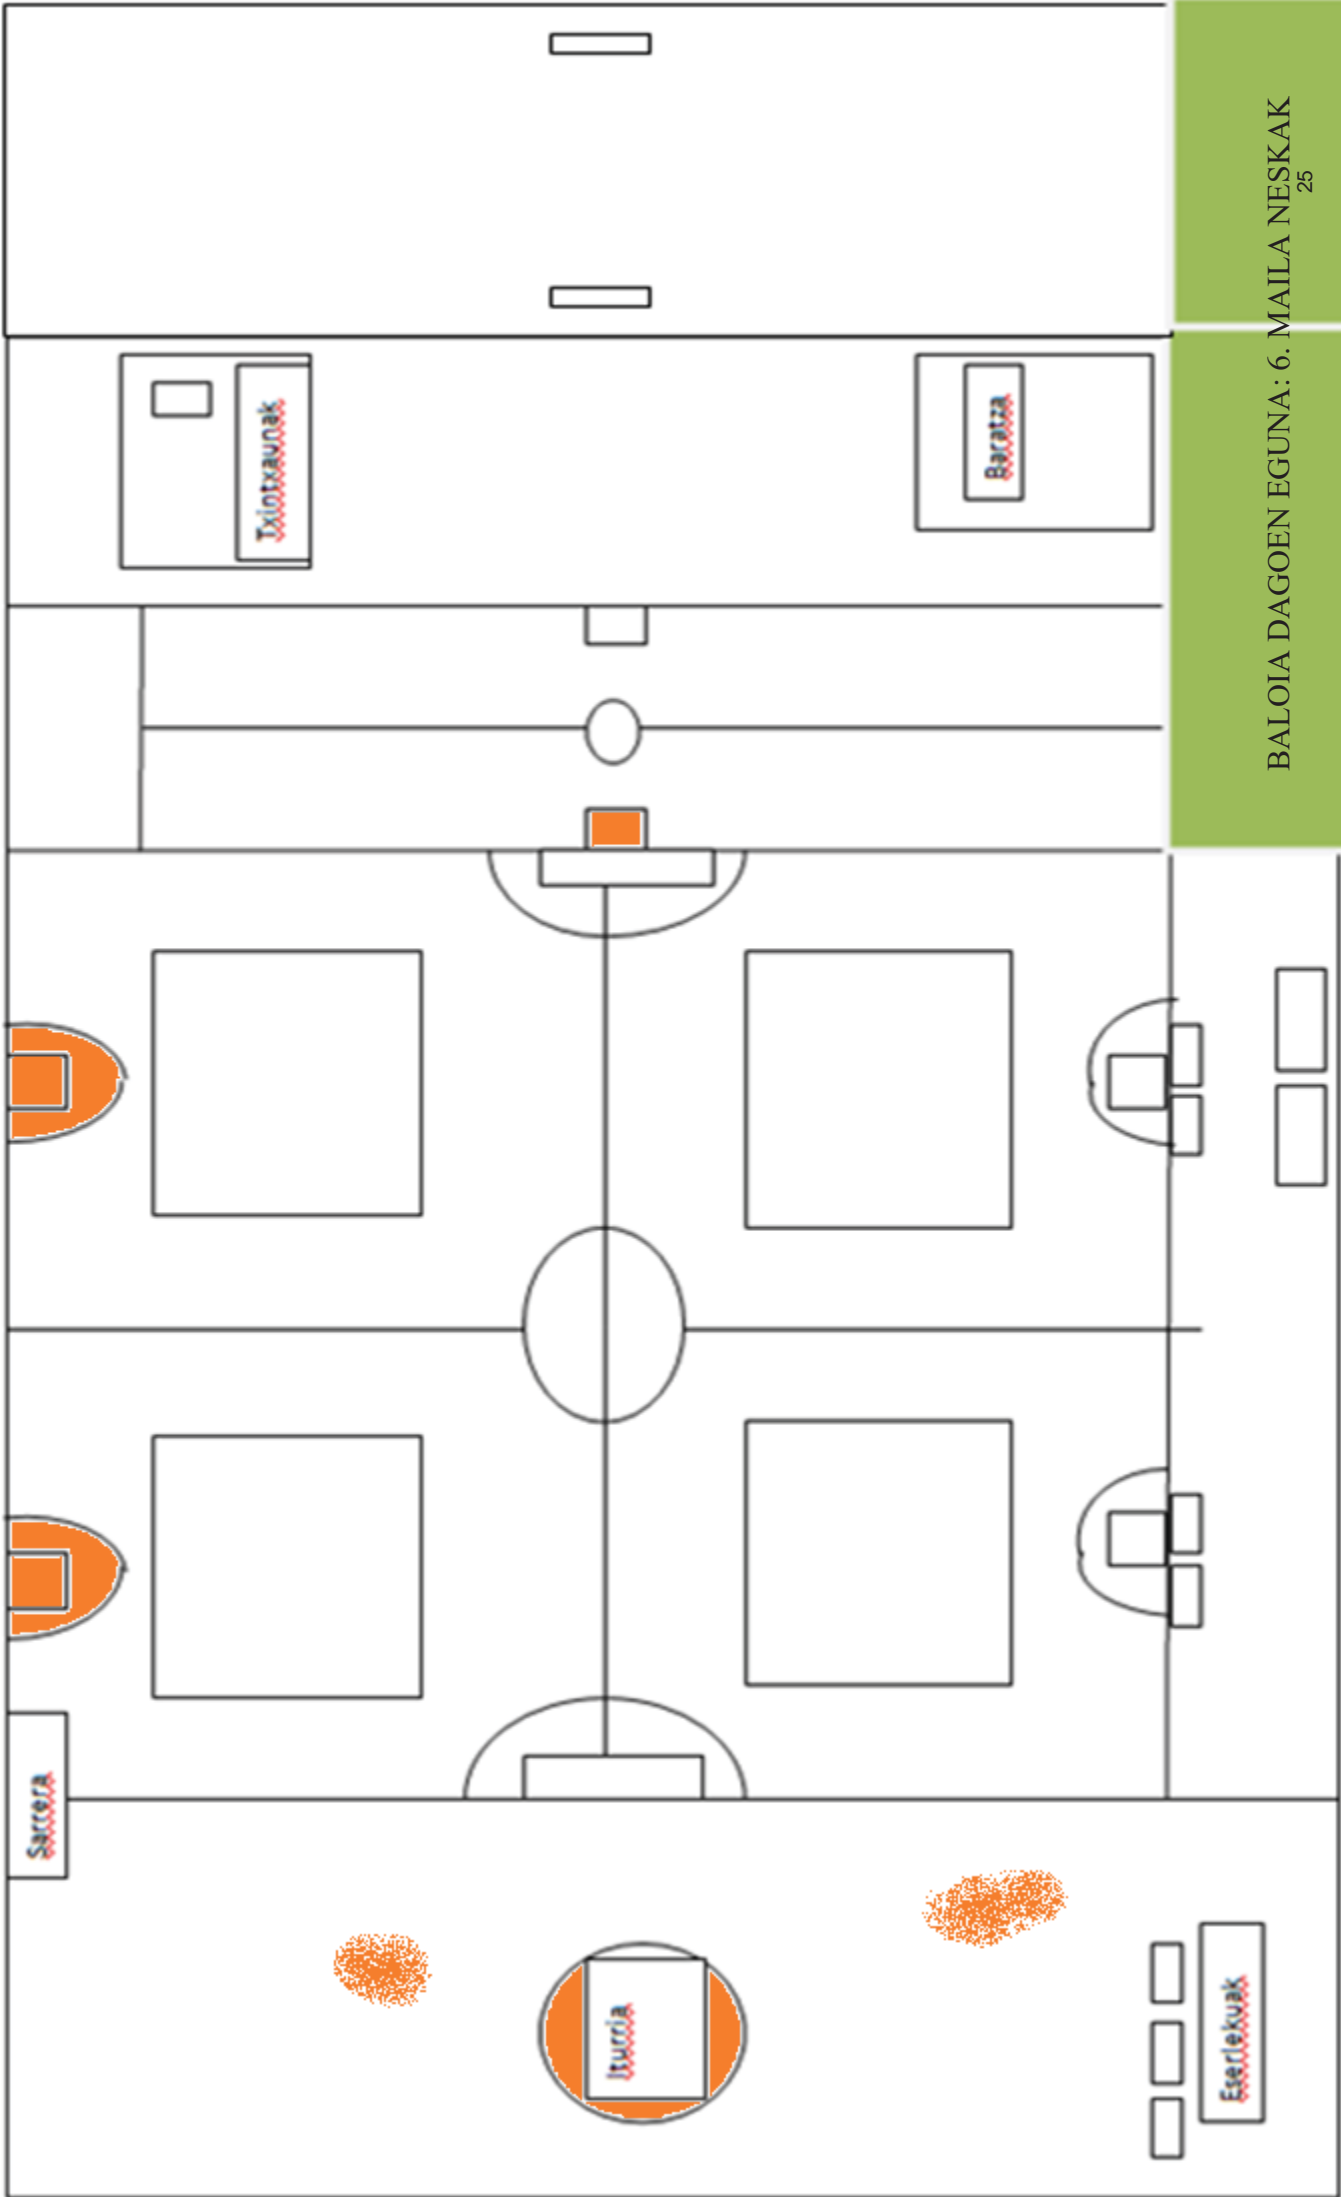 Sarrera
Txintxaunak
Iturria
Baratza
Eserlekuak
BALOIA DAGOEN EGUNA: 6. MAILA NESKAK
25